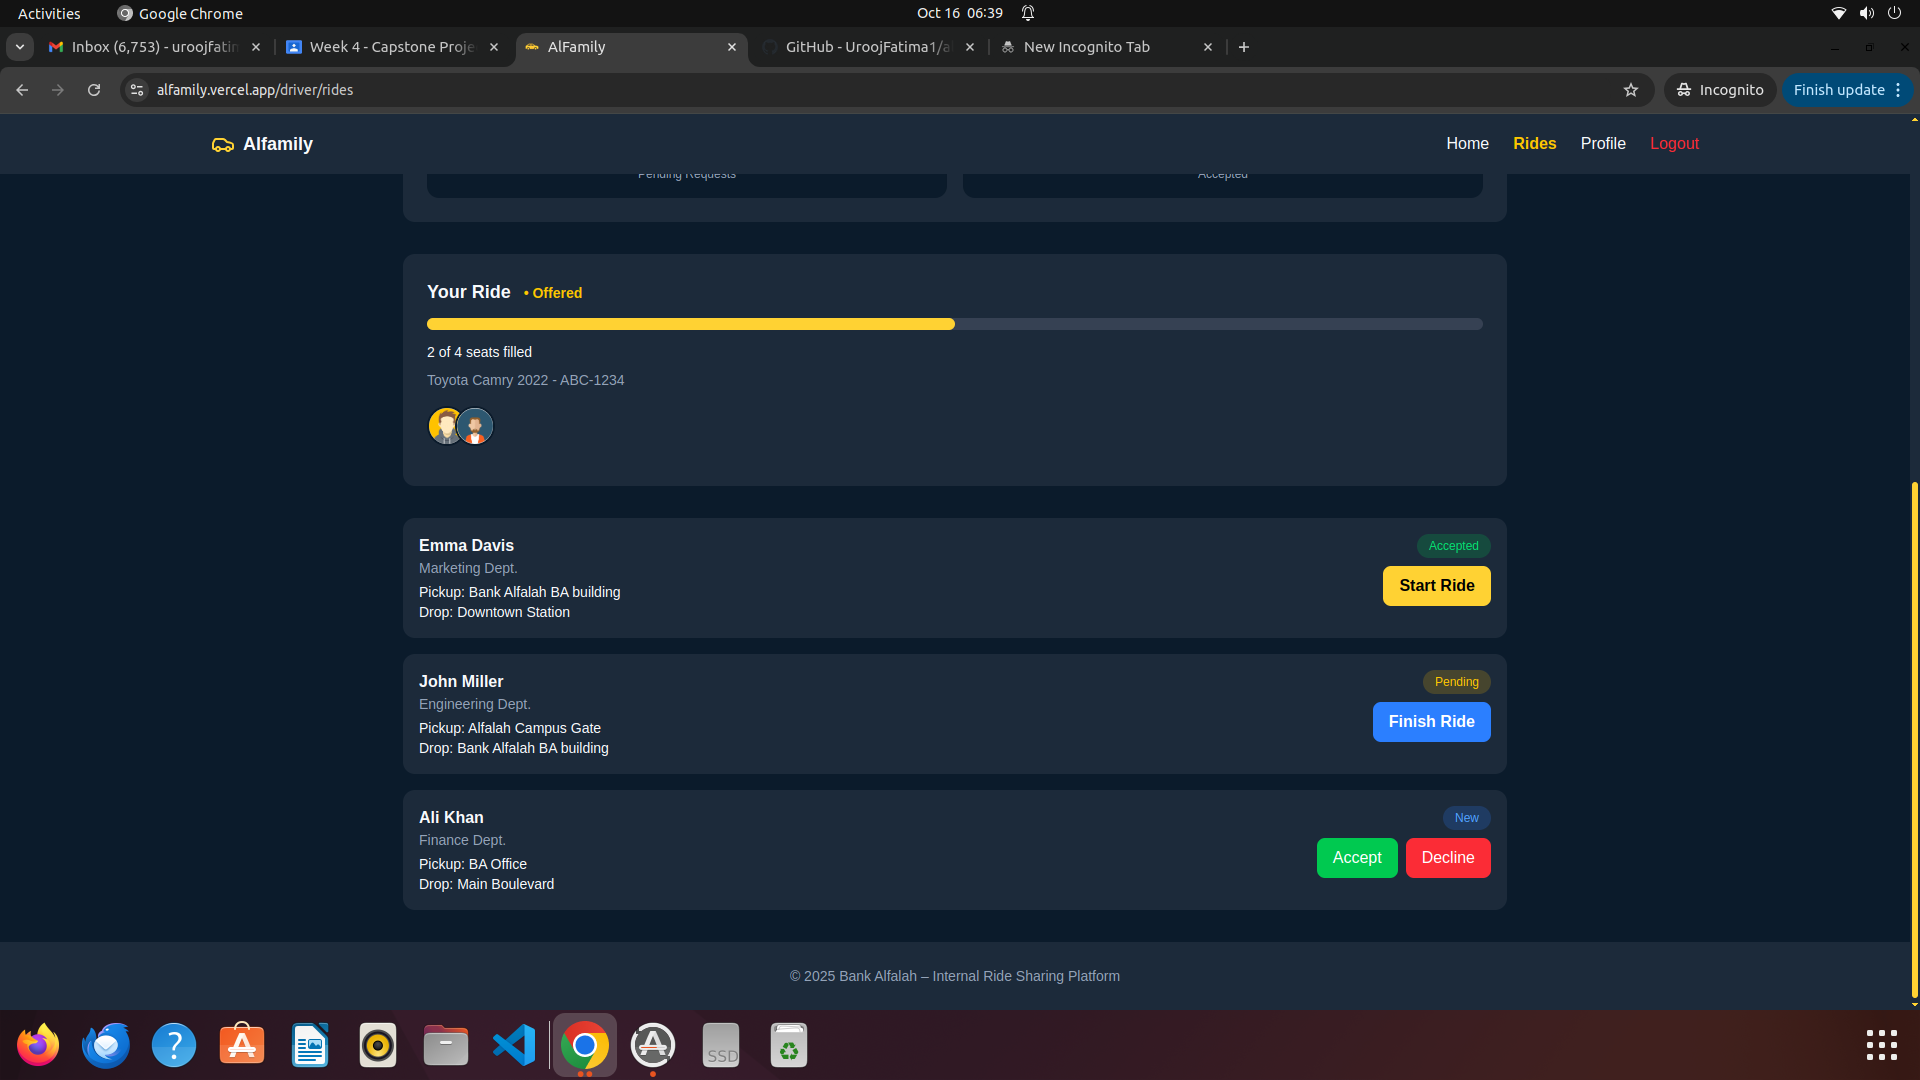 Activities Google Chrome Oct 16 06:39
Inbox (6,753) - uroojfatin Week 4 - Capstone Proje AlFamily GitHub - UroojFatima1/al New Incognito Tab
alfamily.vercel.app/driver/rides Incognito Finish update
Alfamily Home Rides Profile Logout
Pending Requests Accepted
Your Ride • Offered
2 of 4 seats filled
Toyota Camry 2022 - ABC-1234
Emma Davis Accepted
Marketing Dept.
Start Ride
Pickup: Bank Alfalah BA building
Drop: Downtown Station
John Miller Pending
Engineering Dept.
Finish Ride
Pickup: Alfalah Campus Gate
Drop: Bank Alfalah BA building
Ali Khan New
Finance Dept.
Accept Decline
Pickup: BA Office
Drop: Main Boulevard
© 2025 Bank Alfalah – Internal Ride Sharing Platform
SSD